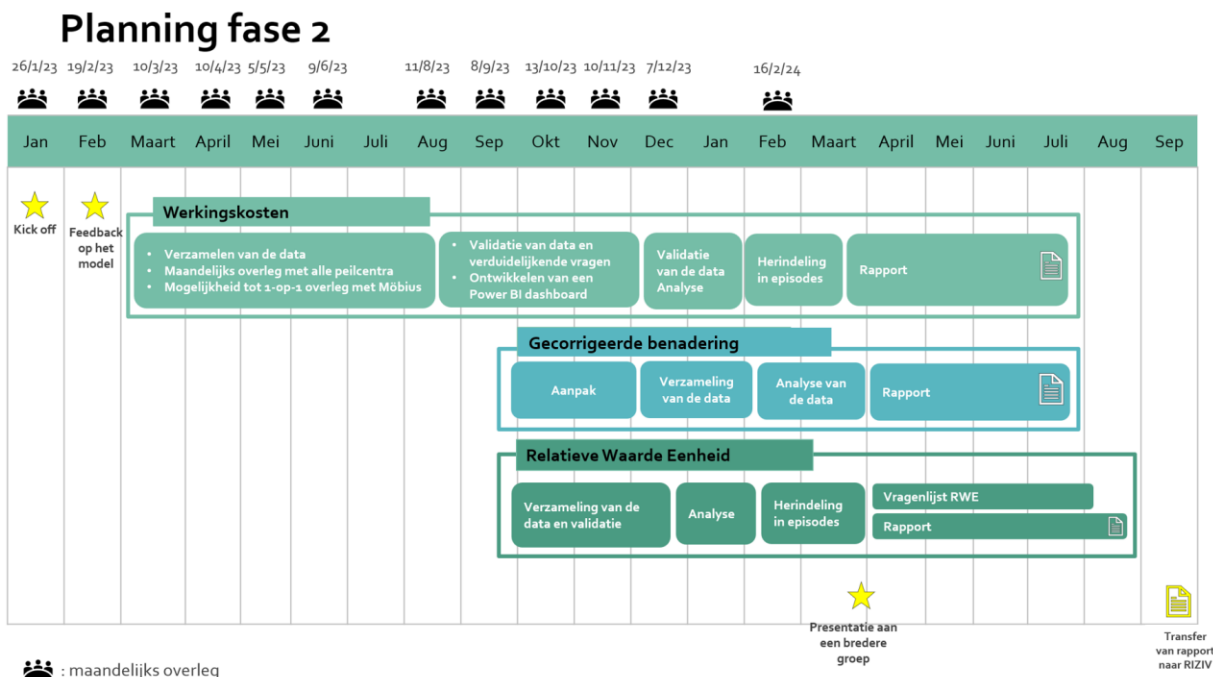 Planning fase 2
26/1/23 19/2/23 10/3/23 10/4/23 5/5/23 9/6/23 11/8/23 8/9/23 13/10/23 10/11/23 7/12/23 16/2/24
Jan Feb Maart April Mei Juni Juli Aug Sep Okt Nov Dec Jan Feb Maart April Mei Juni Juli Aug Sep
Kick off
Feedback
op het
model
Werkingskosten
• Verzamelen van de data
• Maandelijks overleg met alle peilcentra
• Mogelijkheid tot 1-op-1 overleg met Möbius
• Validatie van data en
verduidelijkende vragen
• Ontwikkelen van een
Power BI dashboard
Validatie
van de data
Analyse
Herindeling
in episodes
Rapport
Gecorrigeerde benadering
Aanpak
Verzameling
van de data
Analyse van
de data
Rapport
Relatieve Waarde Eenheid
Verzameling van de
data en validatie
Analyse
Herindeling
in episodes
Vragenlijst RWE
Rapport
Presentatie aan
een bredere
groep
Transfer
van rapport
naar RIZIV
: maandelijks overleg